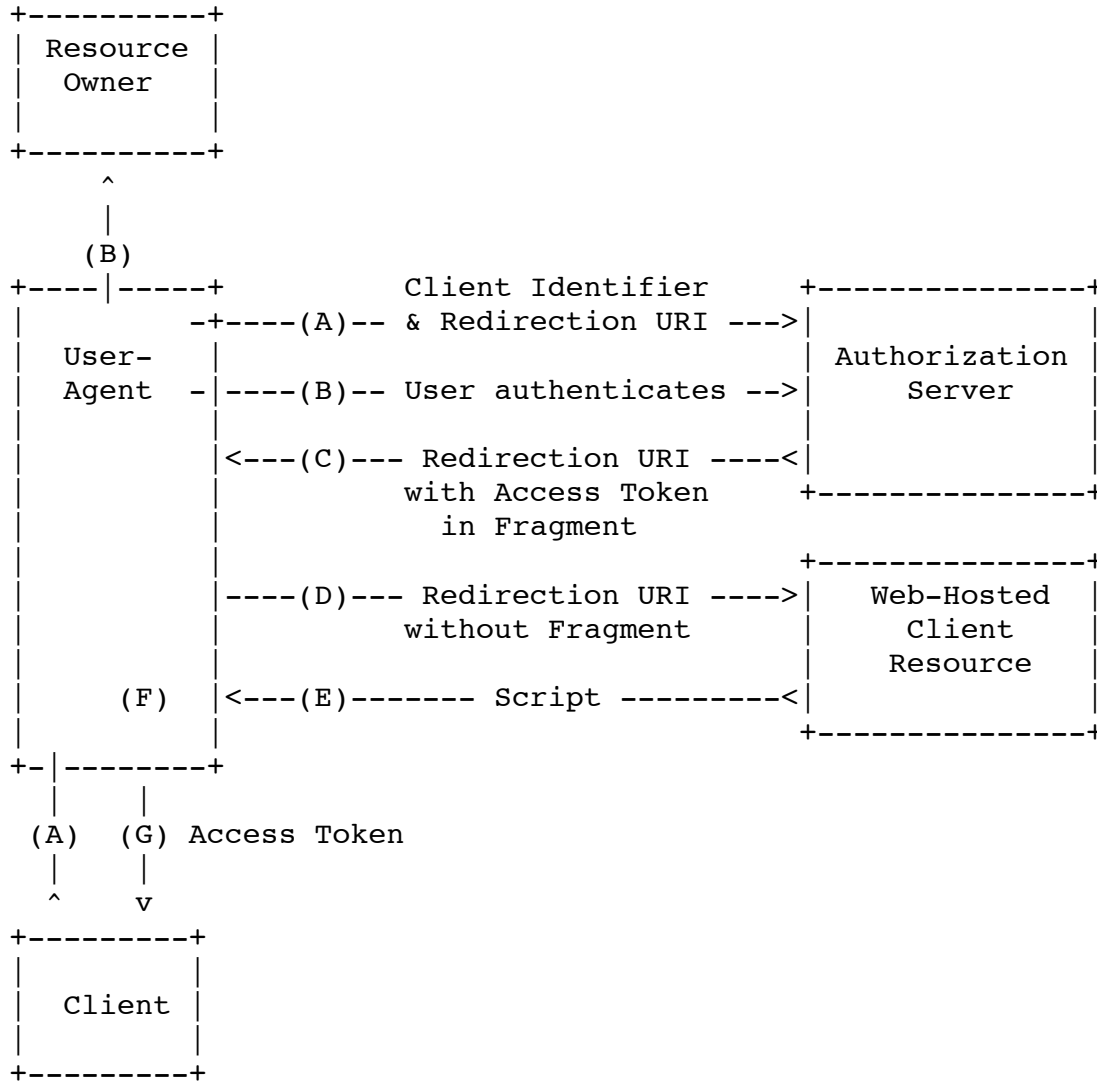 +----------+
| Resource |
|  Owner   |
|          |
+----------+
     ^
     |
    (B)
+----|-----+          Client Identifier     +---------------+
|         -+----(A)-- & Redirection URI --->|               |
|  User-   |                                | Authorization |
|  Agent  -|----(B)-- User authenticates -->|     Server    |
|          |                                |               |
|          |<---(C)--- Redirection URI ----<|               |
|          |          with Access Token     +---------------+
|          |            in Fragment
|          |                                +---------------+
|          |----(D)--- Redirection URI ---->|   Web-Hosted  |
|          |          without Fragment      |     Client    |
|          |                                |    Resource   |
|     (F)  |<---(E)------- Script ---------<|               |
|          |                                +---------------+
+-|--------+
  |    |
 (A)  (G) Access Token
  |    |
  ^    v
+---------+
|         |
|  Client |
|         |
+---------+